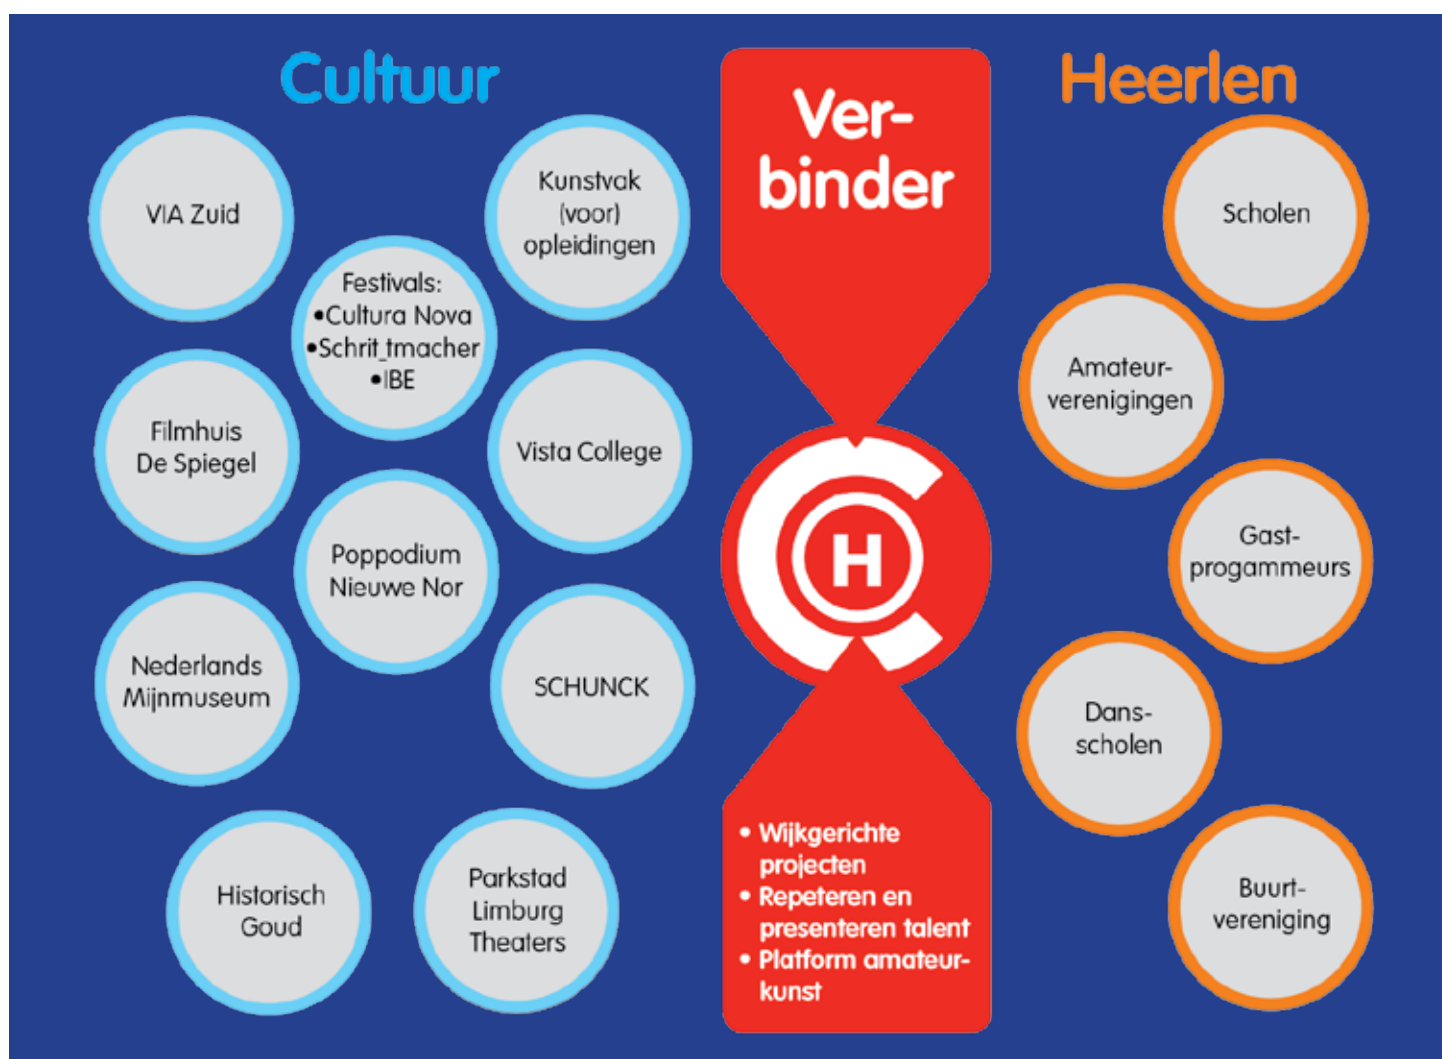 Cultuur
VIA Zuid
Kunstvak
(voor)
opleidingen
Festivals:
•Cultura Nova
•Schrit_tmacher
•IBE
Filmhuis
De Spiegel
Vista College
Poppodium
Nieuwe Nor
Nederlands
Mijnmuseum
SCHUNCK
Historisch
Goud
Parkstad
Limburg
Theaters
Ver-
binder
C
H
• Wijkgerichte
projecten
• Repeteren en
presenteren talent
• Platform amateur-
kunst
Heerlen
Scholen
Amateur-
verenigingen
Gast-
progammeurs
Dans-
scholen
Buurt-
vereniging